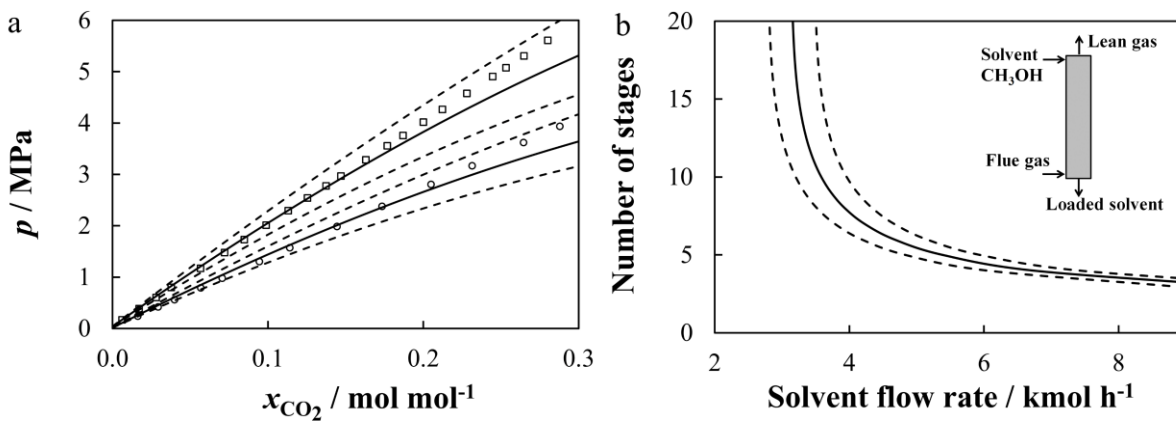 a
p / MPa
6
5
4
3
2
1
0
0.0
0.1
0.2
0.3
x_CO₂ / mol mol⁻¹
b
Number of stages
20
15
10
5
0
2
4
6
8
Solvent flow rate / kmol h⁻¹
Lean gas
Solvent
CH₃OH
Flue gas
Loaded solvent